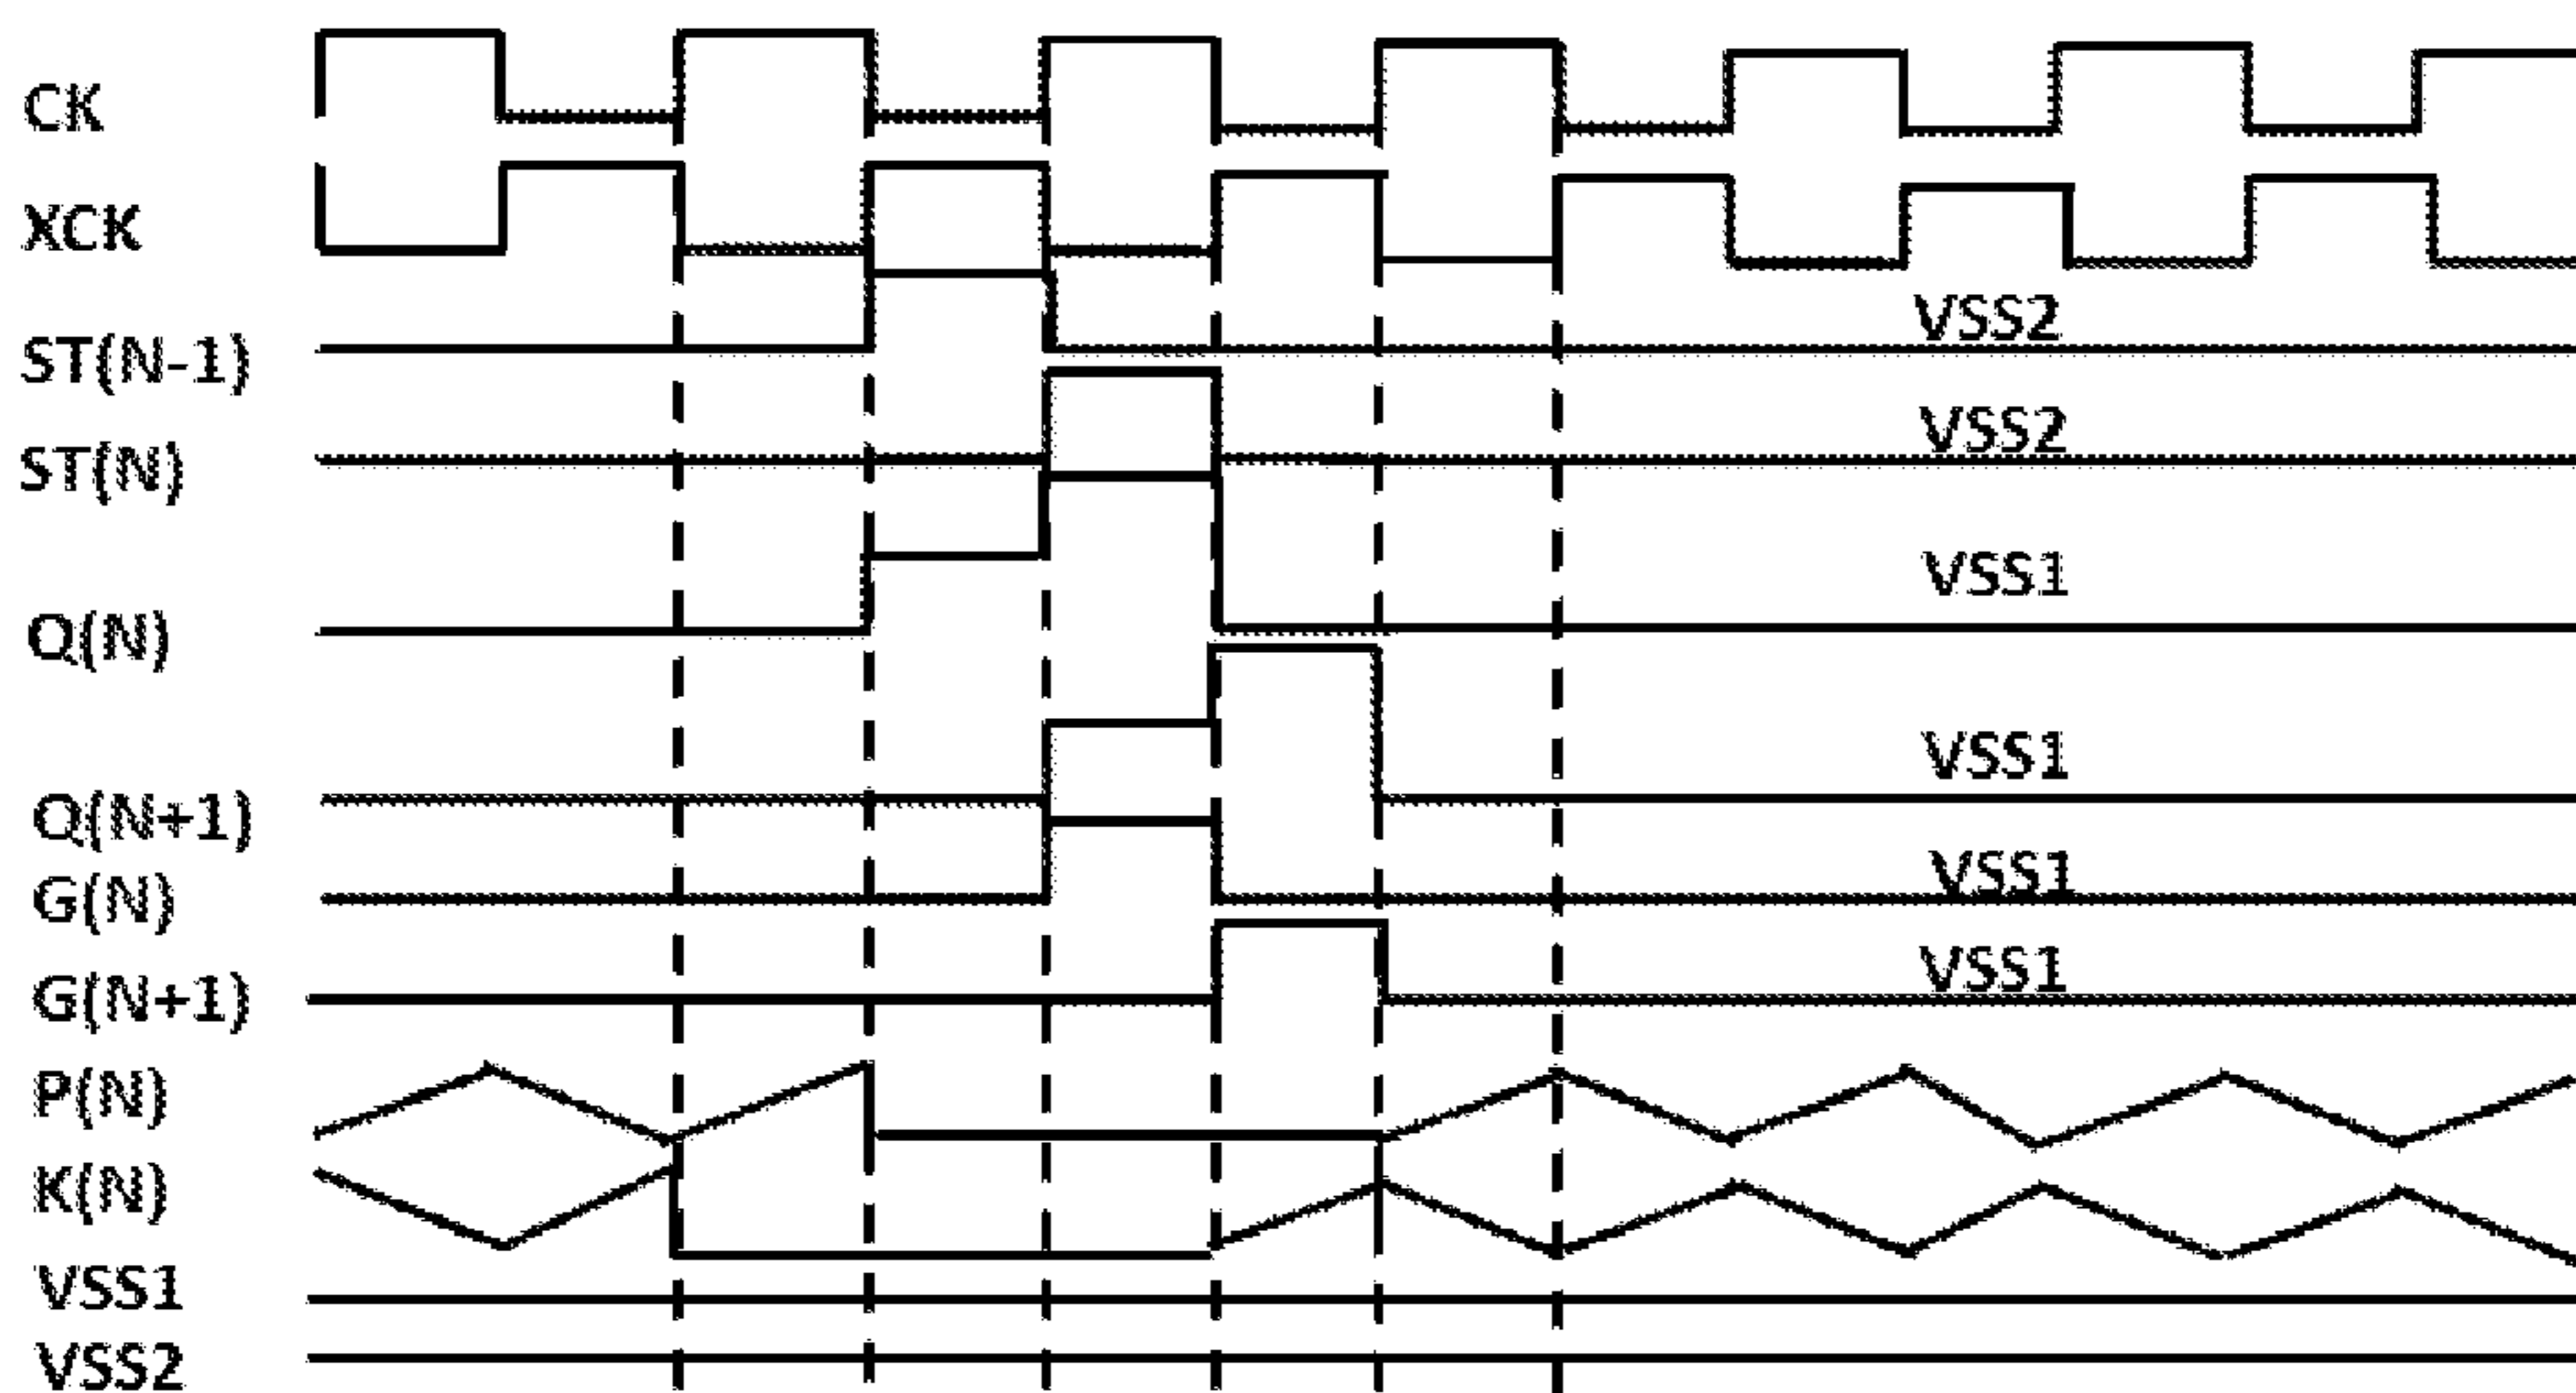 CK
XCK
VSS2
ST(N-1)
VSS2
ST(N)
VSS1
Q(N)
VSS1
Q(N+1)
VSS1
G(N)
VSS1
G(N+1)
P(N)
K(N)
VSS1
VSS2